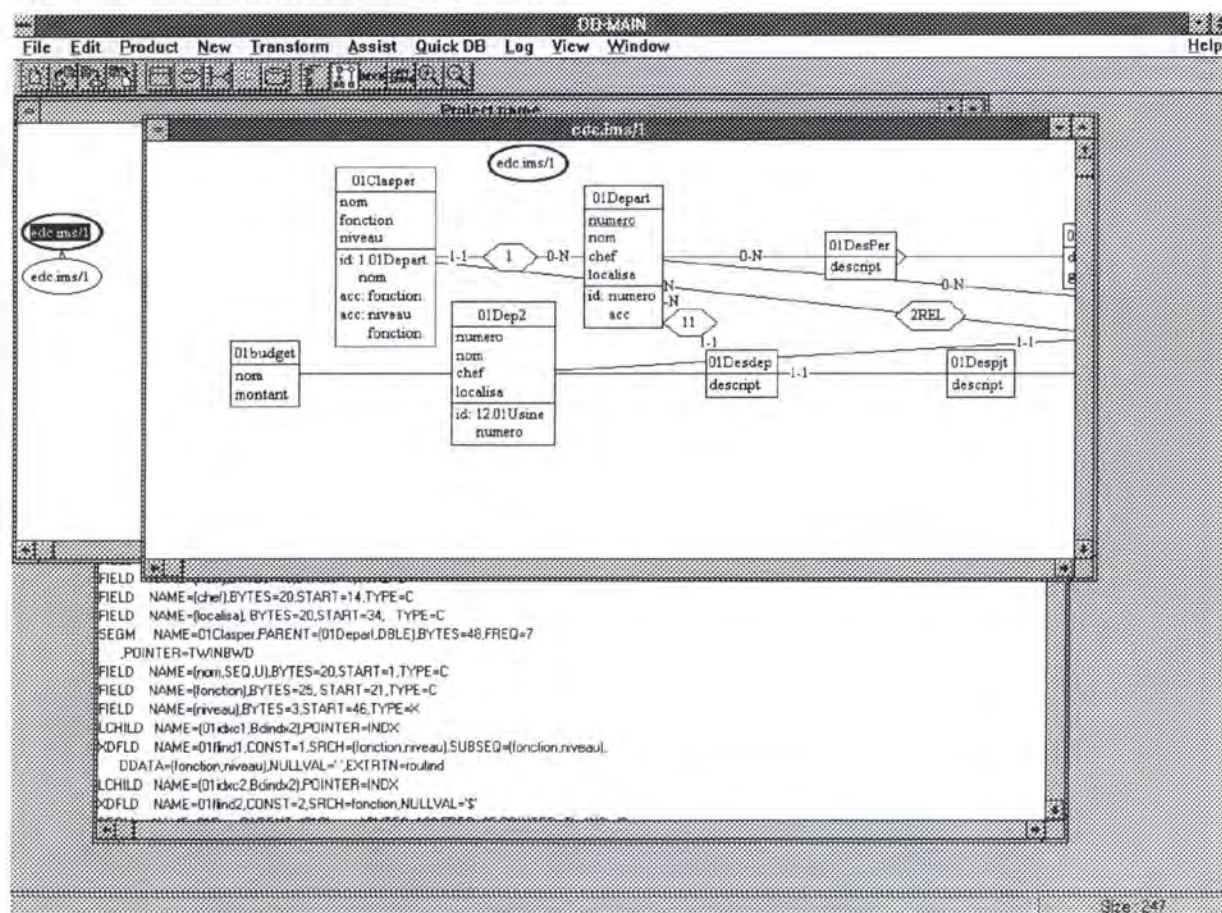 DB-MAIN
File Edit Product New Transform Assist Quick DB Log View Window Help
Project name
edc.ims/1
edc.ims/1
edc.ims/1
edc.ims/1
01Clasper
nom
fonction
niveau
id: 1.01Depart.
nom
acc: fonction
acc: niveau
fonction
1-1
1
0-N
01Depart
numero
nom
chef
localisa
id: numero
acc
0-N
01DesPer
descript
0-N
N
-N
11
1-1
2REL
01Dep2
numero
nom
chef
localisa
id: 12.01Usine
numero
01budget
nom
montant
01Desdep
descript
1-1
01Despjt
descript
1-1
0
d
g
FIELD
FIELD NAME=(chef),BYTES=20,START=14,TYPE=C
FIELD NAME=(localisa), BYTES=20,START=34, TYPE=C
SEGM NAME=01Clasper,PARENT=(01Depart,DBLE),BYTES=48,FREQ=7
,POINTER=TWINBWD
FIELD NAME=(nom,SEQ,U),BYTES=20,START=1,TYPE=C
FIELD NAME=(fonction),BYTES=25, START=21,TYPE=C
FIELD NAME=(niveau),BYTES=3,START=46,TYPE=X
LCHILD NAME=(01idxc1,Bdindx2),POINTER=INDX
XDFLD NAME=01flind1,CONST=1,SRCH=(fonction,niveau),SUBSEQ=(fonction,niveau),
DDATA=(fonction,niveau),NULLVAL=' ',EXTRTN=routind
LCHILD NAME=(01idxc2,Bdindx2),POINTER=INDX
XDFLD NAME=01flind2,CONST=2,SRCH=fonction,NULLVAL='$'
Size: 247